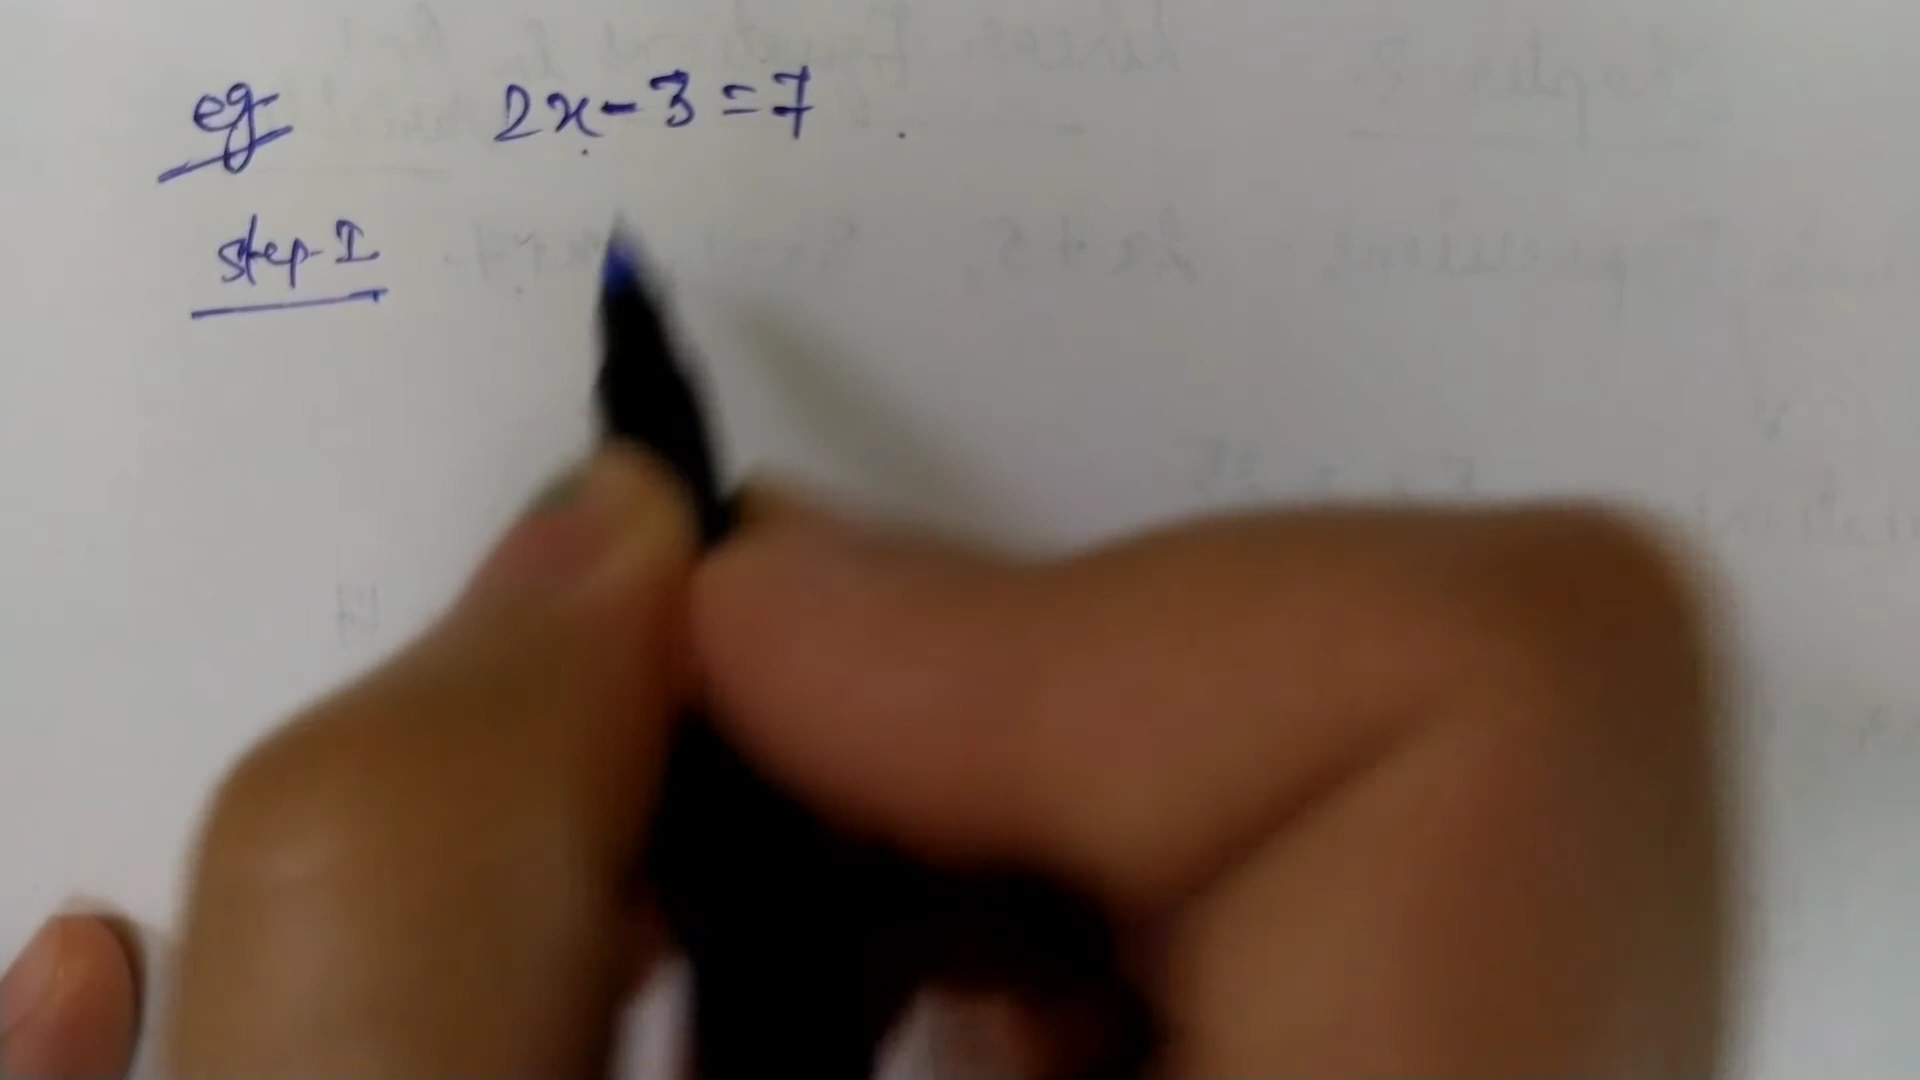 eg 2x - 3 = 7
Step-I